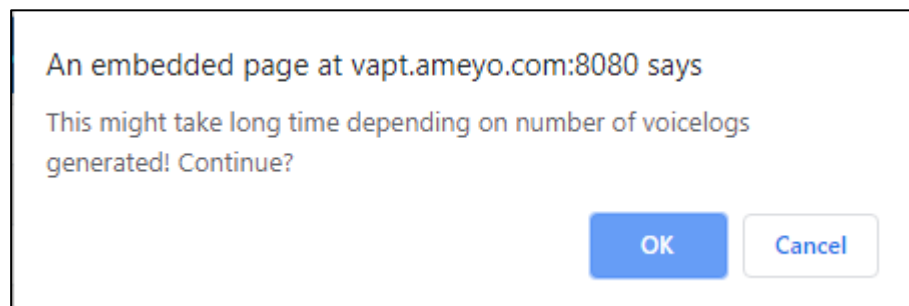 An embedded page at vapt.ameyo.com:8080 says
This might take long time depending on number of voicelogs
generated! Continue?
OK
Cancel